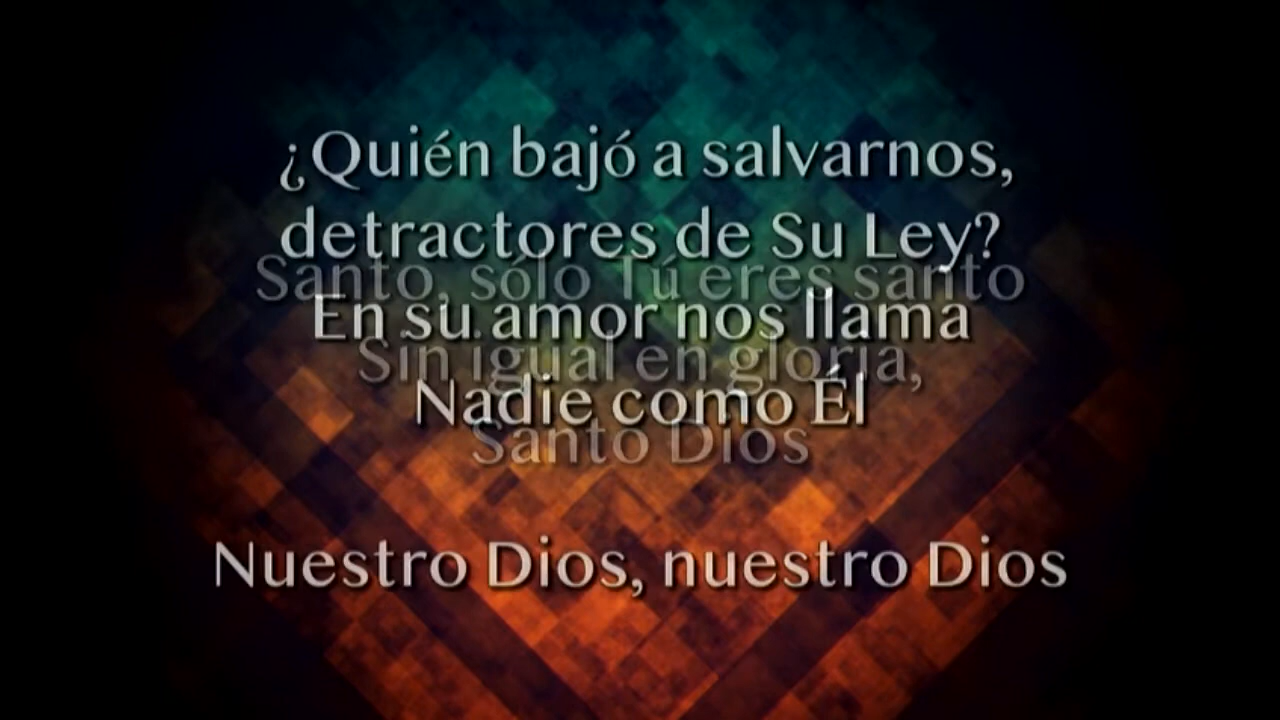 ¿Quién bajó a salvarnos,
detractores de Su Ley?
Santo, sólo Tú eres santo
En su amor nos llama
Sin igual en gloria,
Nadie como Él
Santo Dios
Nuestro Dios, nuestro Dios